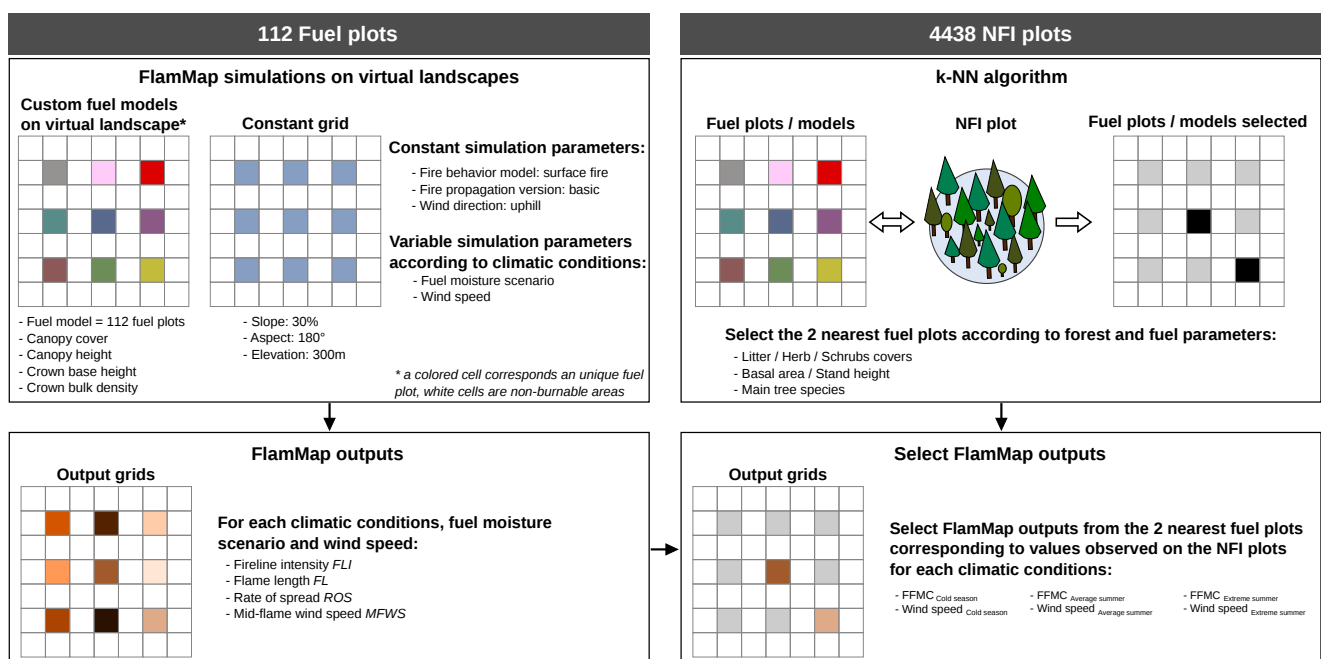 112 Fuel plots
FlamMap simulations on virtual landscapes
Custom fuel models
on virtual landscape*
Constant grid
Constant simulation parameters:
- Fire behavior model: surface fire
- Fire propagation version: basic
- Wind direction: uphill
Variable simulation parameters
according to climatic conditions:
- Fuel moisture scenario
- Wind speed
- Fuel model = 112 fuel plots
- Canopy cover
- Canopy height
- Crown base height
- Crown bulk density
- Slope: 30%
- Aspect: 180°
- Elevation: 300m
* a colored cell corresponds an unique fuel
plot, white cells are non-burnable areas
4438 NFI plots
k-NN algorithm
Fuel plots / models
NFI plot
Fuel plots / models selected
Select the 2 nearest fuel plots according to forest and fuel parameters:
- Litter / Herb / Schrubs covers
- Basal area / Stand height
- Main tree species
FlamMap outputs
Output grids
For each climatic conditions, fuel moisture
scenario and wind speed:
- Fireline intensity FLI
- Flame length FL
- Rate of spread ROS
- Mid-flame wind speed MFWS
Select FlamMap outputs
Output grids
Select FlamMap outputs from the 2 nearest fuel plots
corresponding to values observed on the NFI plots
for each climatic conditions:
- FFMC Cold season
- Wind speed Cold season
- FFMC Average summer
- Wind speed Average summer
- FFMC Extreme summer
- Wind speed Extreme summer